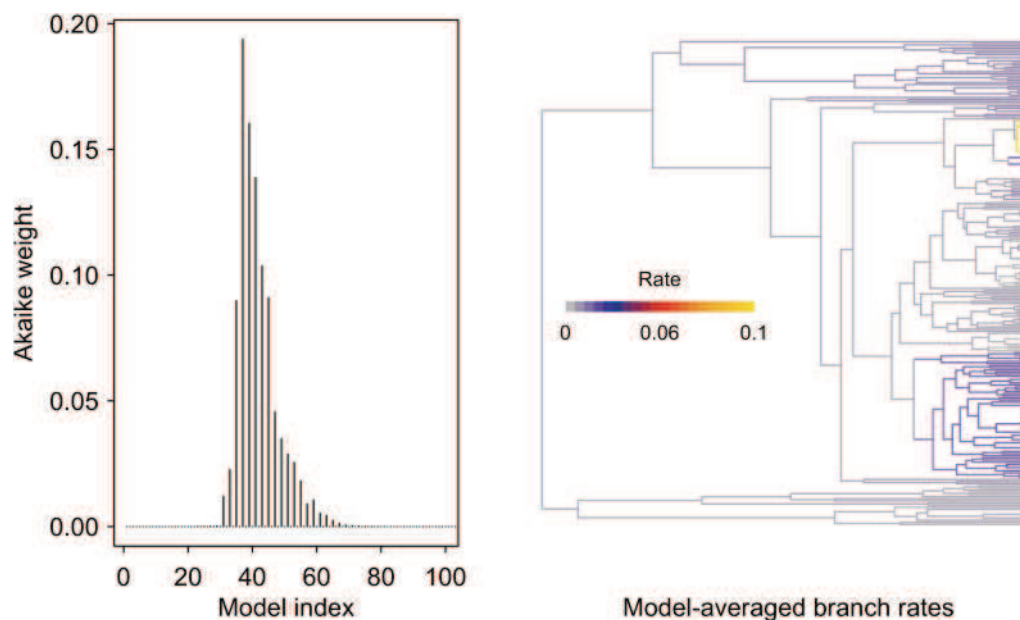 0.20
0.15
0.10
0.05
0.00
Akaike weight
0 20 40 60 80 100
Model index
Rate
0 0.06 0.1
Model-averaged branch rates